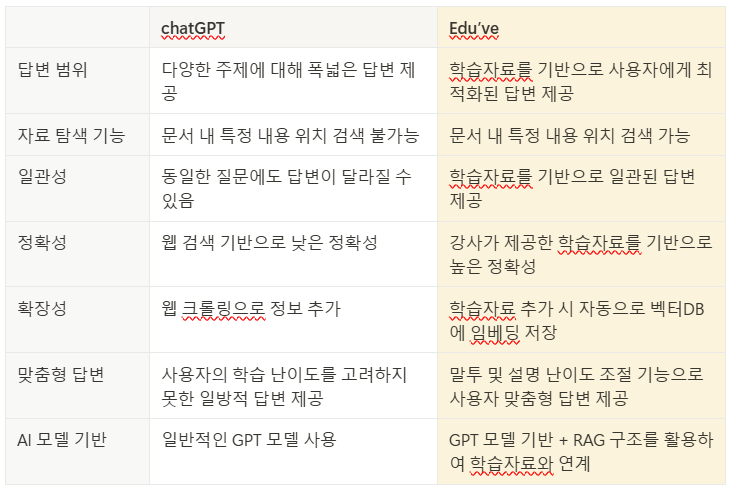 chatGPT
Edu've
답변 범위
다양한 주제에 대해 폭넓은 답변 제
공
학습자료를 기반으로 사용자에게 최
적화된 답변 제공
자료 탐색 기능
문서 내 특정 내용 위치 검색 불가능
문서 내 특정 내용 위치 검색 가능
일관성
동일한 질문에도 답변이 달라질 수
있음
학습자료를 기반으로 일관된 답변
제공
정확성
웹 검색 기반으로 낮은 정확성
강사가 제공한 학습자료를 기반으로
높은 정확성
확장성
웹 크롤링으로 정보 추가
학습자료 추가 시 자동으로 벡터DB
에 임베딩 저장
맞춤형 답변
사용자의 학습 난이도를 고려하지
못한 일방적 답변 제공
말투 및 설명 난이도 조절 기능으로
사용자 맞춤형 답변 제공
AI 모델 기반
일반적인 GPT 모델 사용
GPT 모델 기반 + RAG 구조를 활용하
여 학습자료와 연계